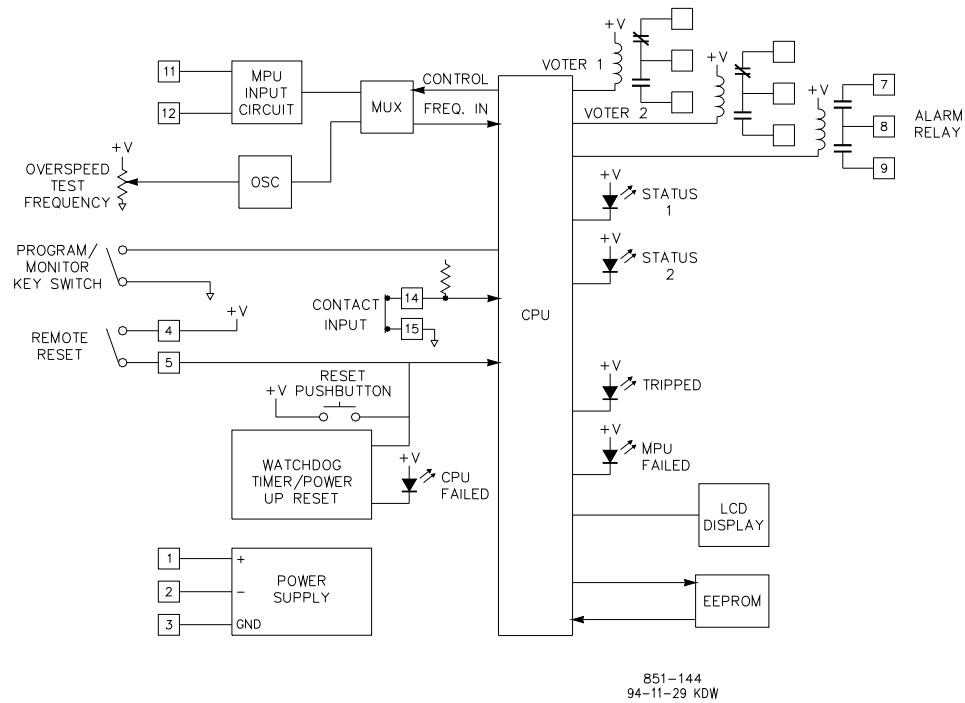 11
12
MPU
INPUT
CIRCUIT
MUX
CONTROL
FREQ. IN
+V
OVERSPEED
TEST
FREQUENCY
OSC
PROGRAM/
MONITOR
KEY SWITCH
REMOTE
RESET
4
+V
5
CONTACT
INPUT
14
15
RESET
PUSHBUTTON
+V
WATCHDOG
TIMER/POWER
UP RESET
+V
CPU
FAILED
1
+
2
-
3
GND
POWER
SUPPLY
CPU
VOTER 1
+V
VOTER 2
+V
+V
7
8
9
ALARM
RELAY
+V
STATUS
1
+V
STATUS
2
+V
TRIPPED
+V
MPU
FAILED
LCD
DISPLAY
EEPROM
851-144
94-11-29 KDW